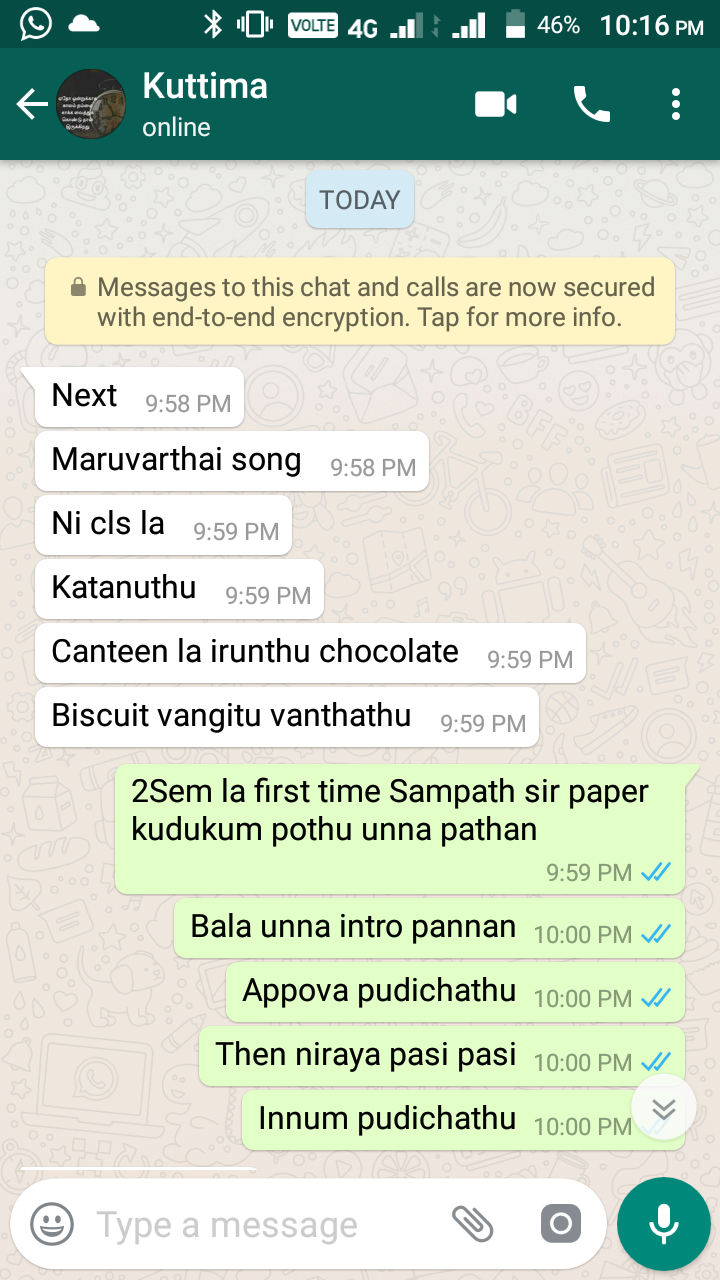 VOLTE 4G 46% 10:16 PM
Kuttima
online
TODAY
Messages to this chat and calls are now secured
with end-to-end encryption. Tap for more info.
Next 9:58 PM
Maruvarthai song 9:58 PM
Ni cls la 9:59 PM
Katanuthu 9:59 PM
Canteen la irunthu chocolate 9:59 PM
Biscuit vangitu vanthathu 9:59 PM
2Sem la first time Sampath sir paper
kudukum pothu unna pathan
9:59 PM
Bala unna intro pannan 10:00 PM
Appova pudichathu 10:00 PM
Then niraya pasi pasi 10:00 PM
Innum pudichathu 10:00 PM
Type a message